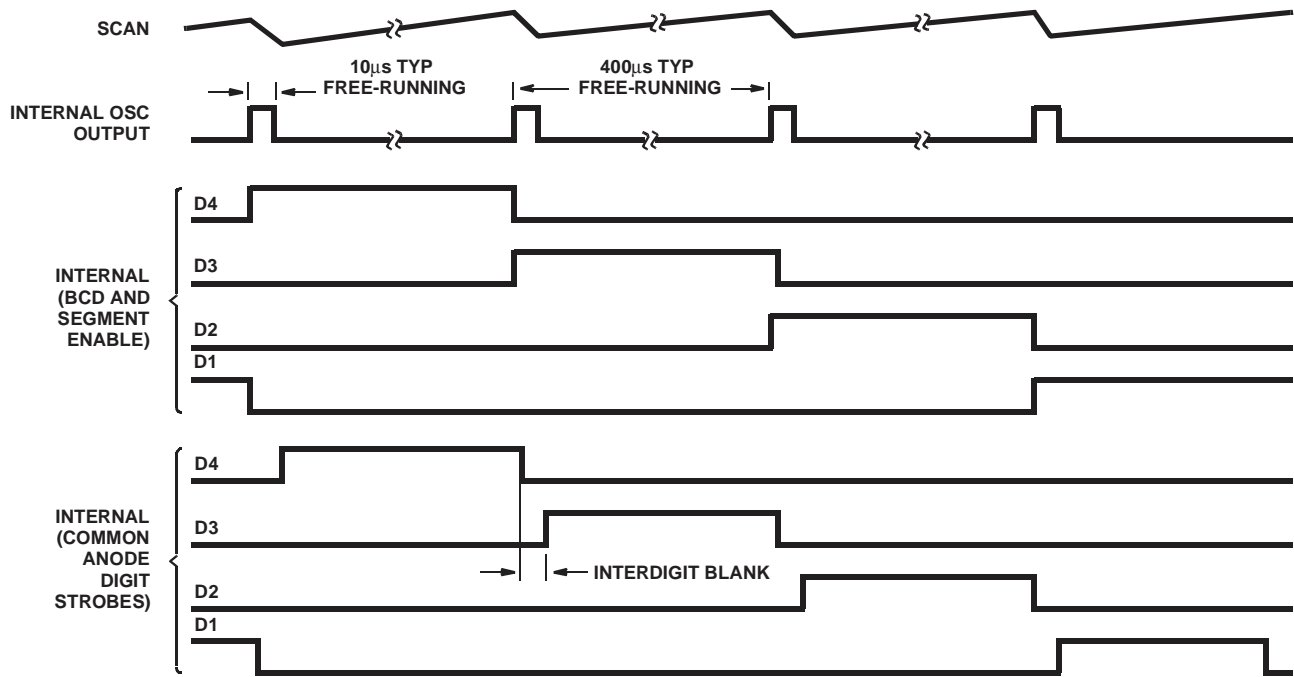 SCAN
10μs TYP
FREE-RUNNING
400μs TYP
FREE-RUNNING
INTERNAL OSC
OUTPUT
INTERNAL
(BCD AND
SEGMENT
ENABLE)
D4
D3
D2
D1
INTERNAL
(COMMON
ANODE
DIGIT
STROBES)
D4
D3
INTERDIGIT BLANK
D2
D1